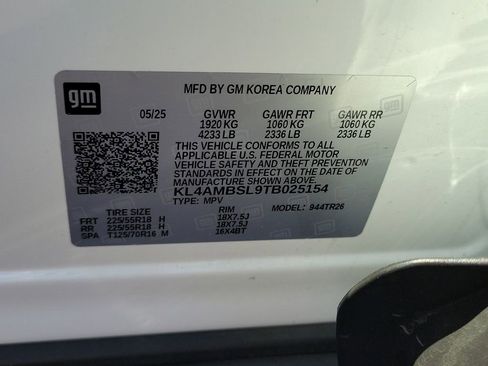 gm
MFD BY GM KOREA COMPANY
05/25 GVWR GAWR FRT GAWR RR
1920 KG 1060 KG 1060 KG
4233 LB 2336 LB 2336 LB
THIS VEHICLE CONFORMS TO ALL
APPLICABLE U.S. FEDERAL MOTOR
VEHICLE SAFETY AND THEFT PREVENTION
STANDARDS IN EFFECT ON THE DATE OF
MANUFACTURE SHOWN ABOVE.
KL4AMBSL9TB025154
TYPE: MPV MODEL: 944TR26
TIRE SIZE RIM
FRT 225/55R18 H 18X7.5J
RR 225/55R18 H 18X7.5J
SPA T125/70R16 M 16X4BT